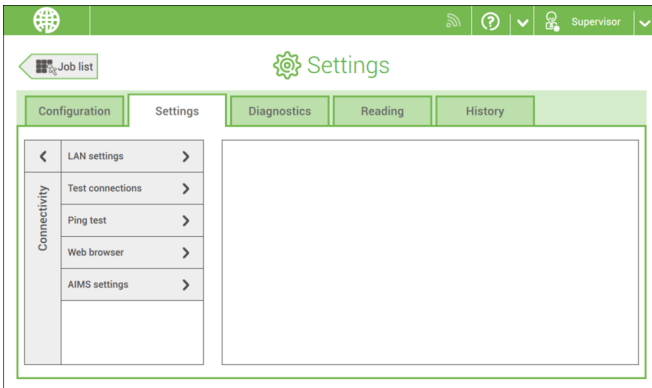 Supervisor
Job list
Settings
Configuration
Settings
Diagnostics
Reading
History
Connectivity
LAN settings
Test connections
Ping test
Web browser
AIMS settings